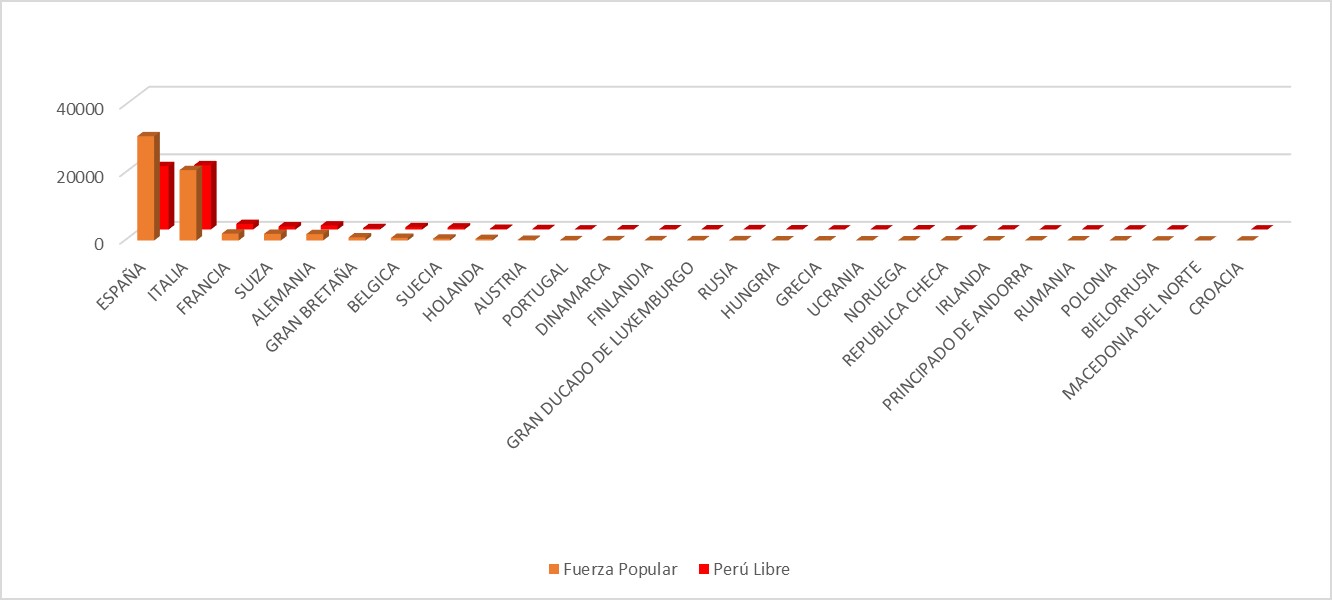 40000
20000
0
ESPAÑA
ITALIA
FRANCIA
SUIZA
ALEMANIA
GRAN BRETAÑA
BELGICA
SUECIA
HOLANDA
AUSTRIA
PORTUGAL
DINAMARCA
FINLANDIA
GRAN DUCADO DE LUXEMBURGO
RUSIA
HUNGRIA
GRECIA
UCRANIA
NORUEGA
REPUBLICA CHECA
IRLANDA
PRINCIPADO DE ANDORRA
RUMANIA
POLONIA
BIELORRUSIA
MACEDONIA DEL NORTE
CROACIA
Fuerza Popular
Perú Libre